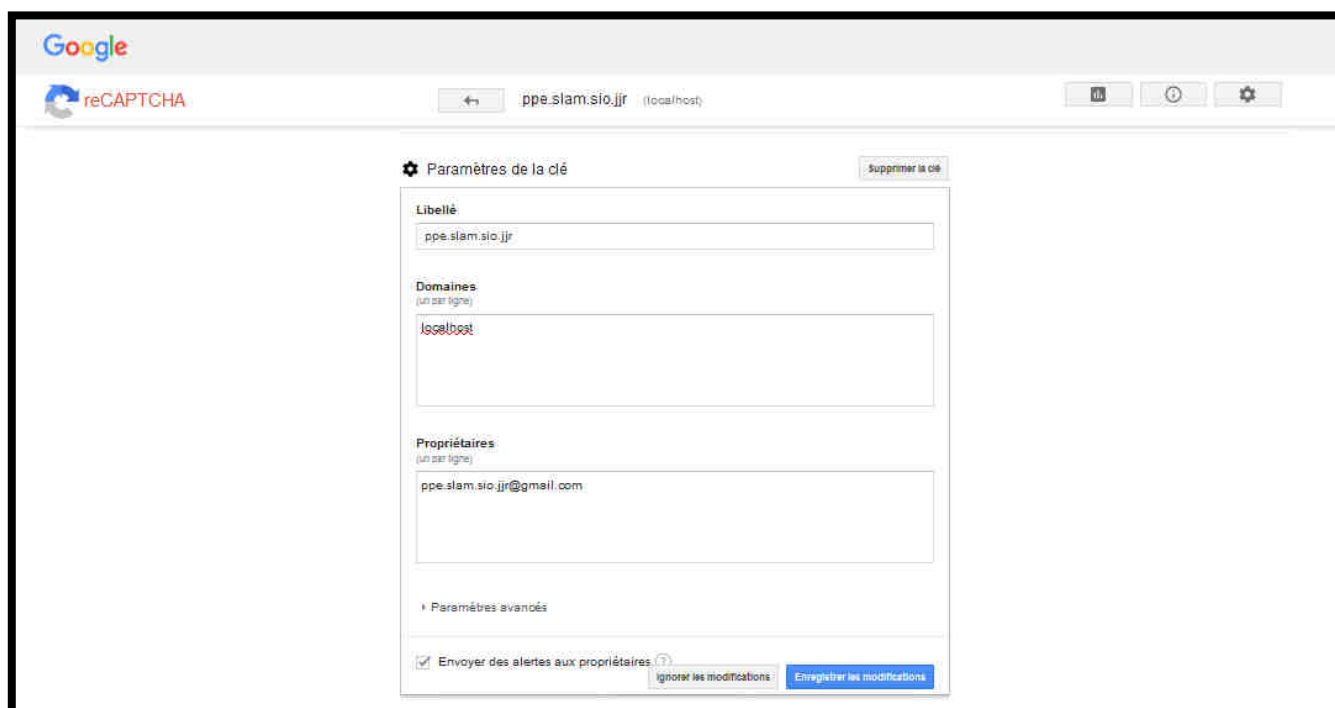 Google
reCAPTCHA
ppe.slam.sio.jjr (localhost)
Paramètres de la clé
Supprimer la clé
Libellé
ppe.slam.sio.jjr
Domaines
(un par ligne)
localhost
Propriétaires
(un par ligne)
ppe.slam.sio.jjr@gmail.com
Paramètres avancés
Envoyer des alertes aux propriétaires ?
Ignorer les modifications
Enregistrer les modifications